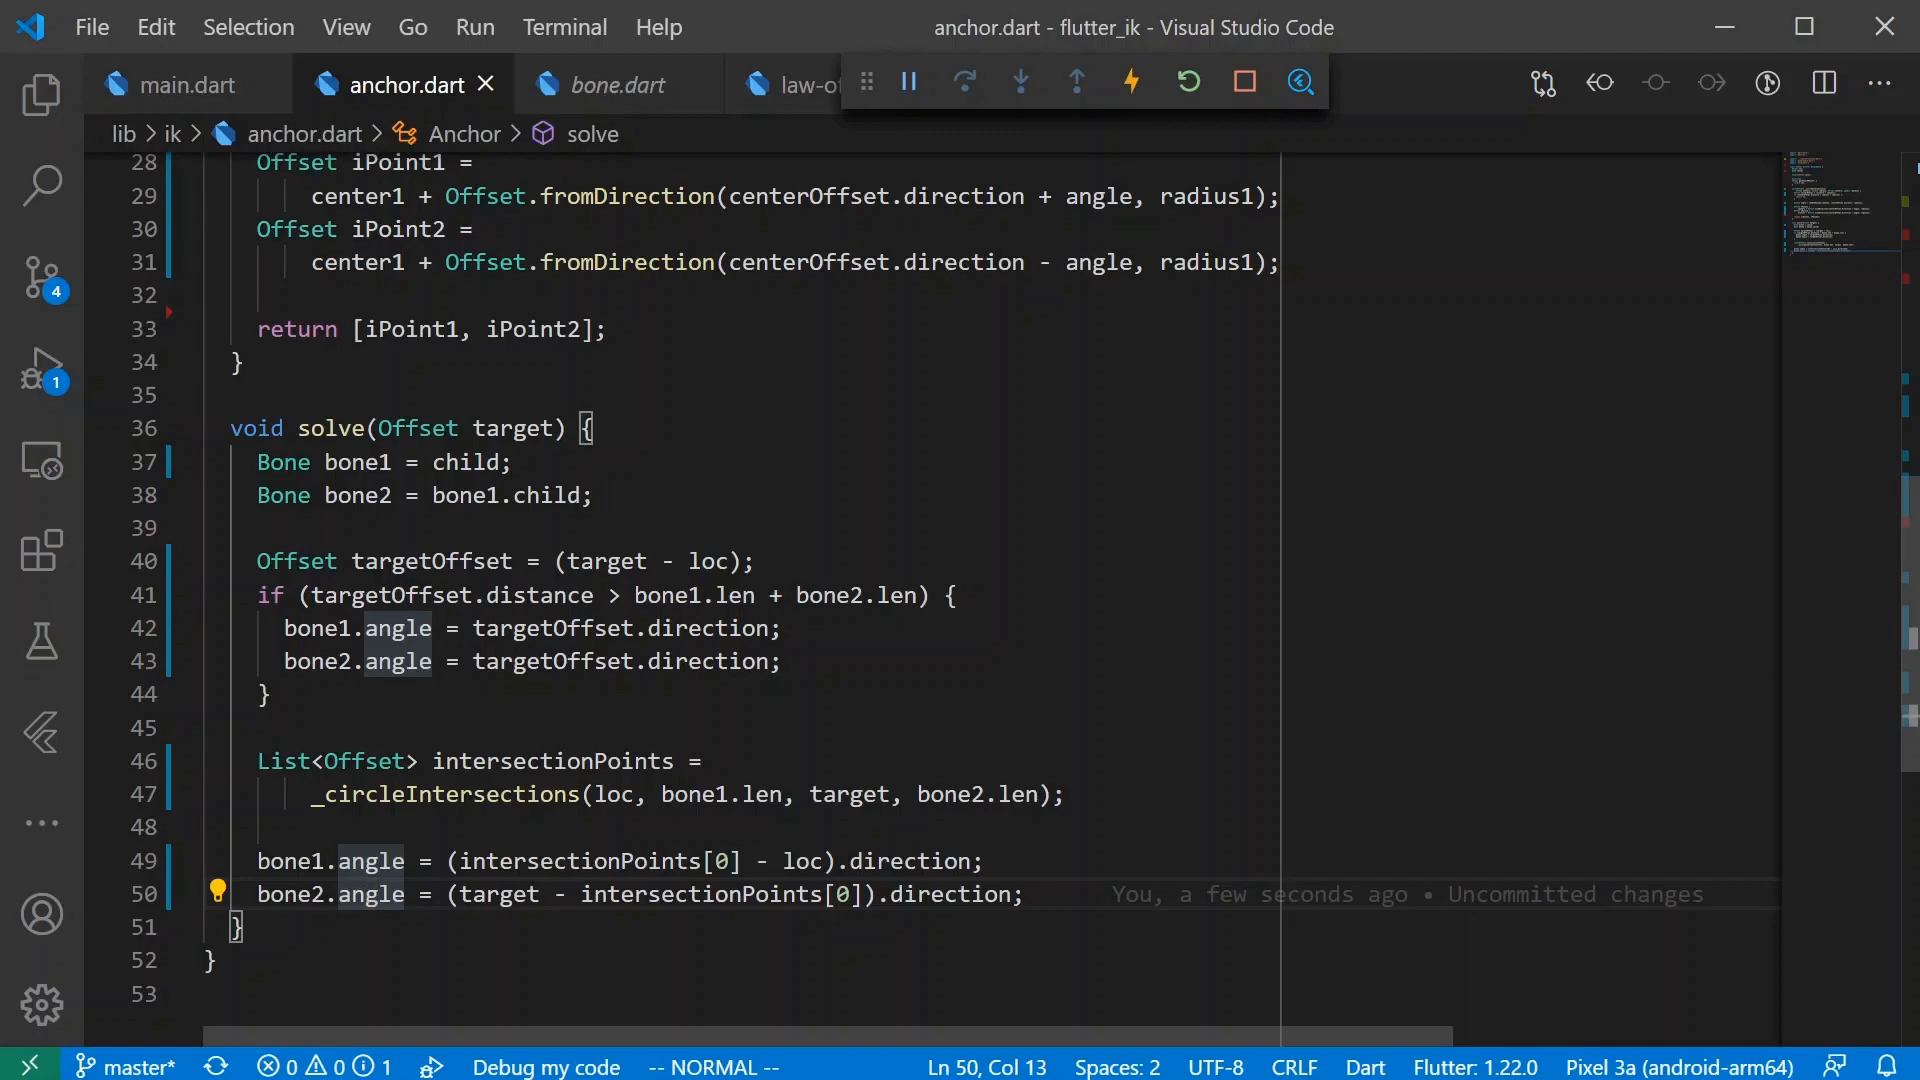 File Edit Selection View Go Run Terminal Help
anchor.dart - flutter_ik - Visual Studio Code
main.dart anchor.dart bone.dart law-o
lib > ik > anchor.dart > Anchor > solve
28 Offset iPoint1 =
29 center1 + Offset.fromDirection(centerOffset.direction + angle, radius1);
30 Offset iPoint2 =
31 center1 + Offset.fromDirection(centerOffset.direction - angle, radius1);
32
33 return [iPoint1, iPoint2];
34 }
35
36 void solve(Offset target) {
37 Bone bone1 = child;
38 Bone bone2 = bone1.child;
39
40 Offset targetOffset = (target - loc);
41 if (targetOffset.distance > bone1.len + bone2.len) {
42 bone1.angle = targetOffset.direction;
43 bone2.angle = targetOffset.direction;
44 }
45
46 List<Offset> intersectionPoints =
47 _circleIntersections(loc, bone1.len, target, bone2.len);
48
49 bone1.angle = (intersectionPoints[0] - loc).direction;
50 bone2.angle = (target - intersectionPoints[0]).direction; You, a few seconds ago • Uncommitted changes
51 }
52 }
53
4
1
master* 0 0 1 Debug my code -- NORMAL -- Ln 50, Col 13 Spaces: 2 UTF-8 CRLF Dart Flutter: 1.22.0 Pixel 3a (android-arm64)